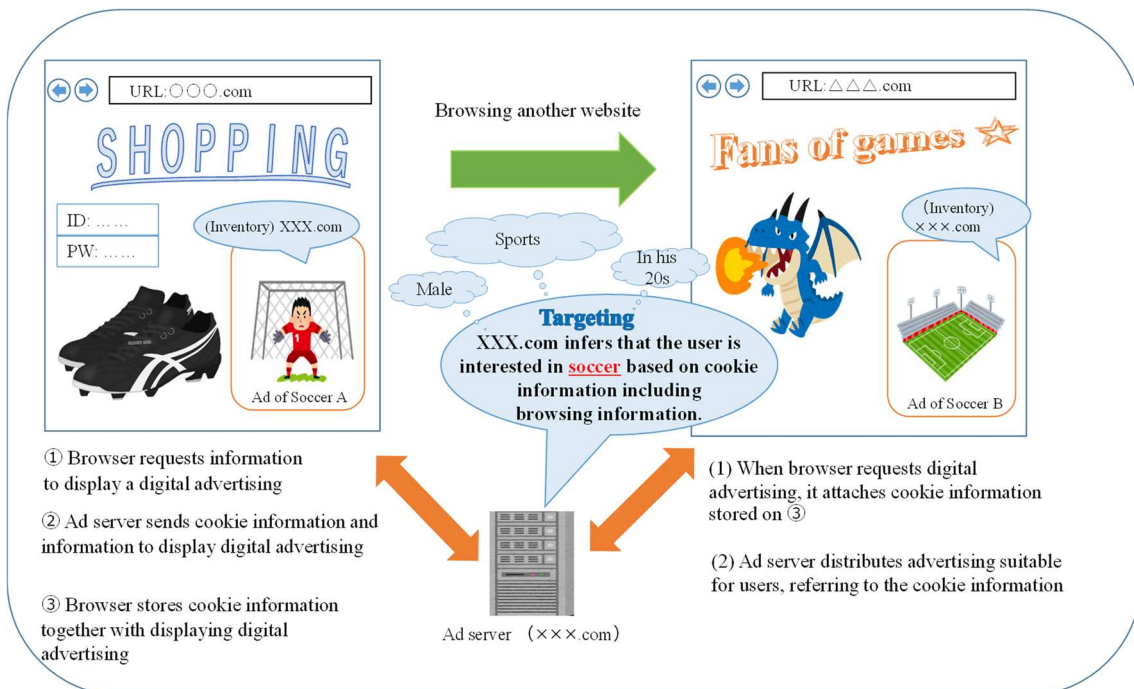 URL:○○○.com
SHOPPING
ID: ……
PW: ……
(Inventory) XXX.com
Ad of Soccer A
Browsing another website
URL:△△△.com
Fans of games ☆
(Inventory)
×××.com
Ad of Soccer B
Sports
Male
In his
20s
Targeting
XXX.com infers that the user is
interested in soccer based on cookie
information including
browsing information.
① Browser requests information
to display a digital advertising
② Ad server sends cookie information and
information to display digital advertising
③ Browser stores cookie information
together with displaying digital
advertising
Ad server （×××.com）
(1) When browser requests digital
advertising, it attaches cookie information
stored on ③
(2) Ad server distributes advertising suitable
for users, referring to the cookie information